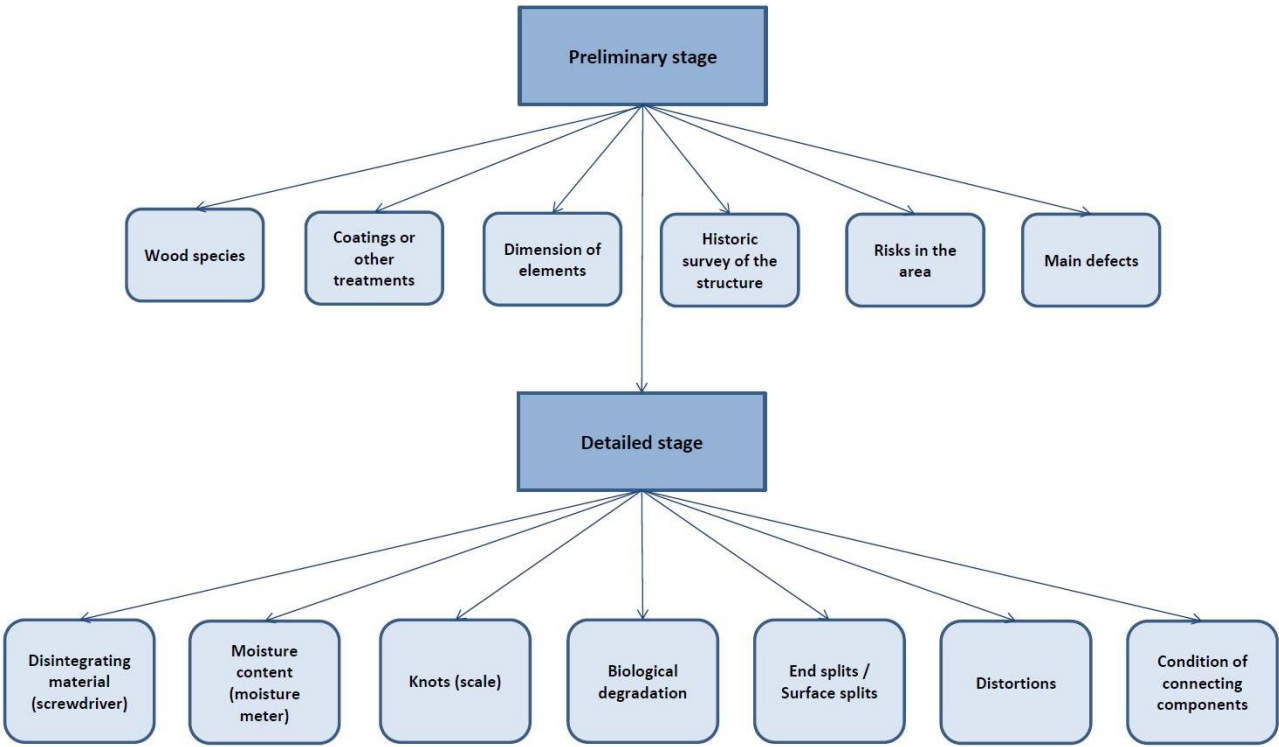 Preliminary stage
Wood species
Coatings or
other
treatments
Dimension of
elements
Historic
survey of the
structure
Risks in the
area
Main defects
Detailed stage
Disintegrating
material
(screwdriver)
Moisture
content
(moisture
meter)
Knots (scale)
Biological
degradation
End splits /
Surface splits
Distortions
Condition of
connecting
components